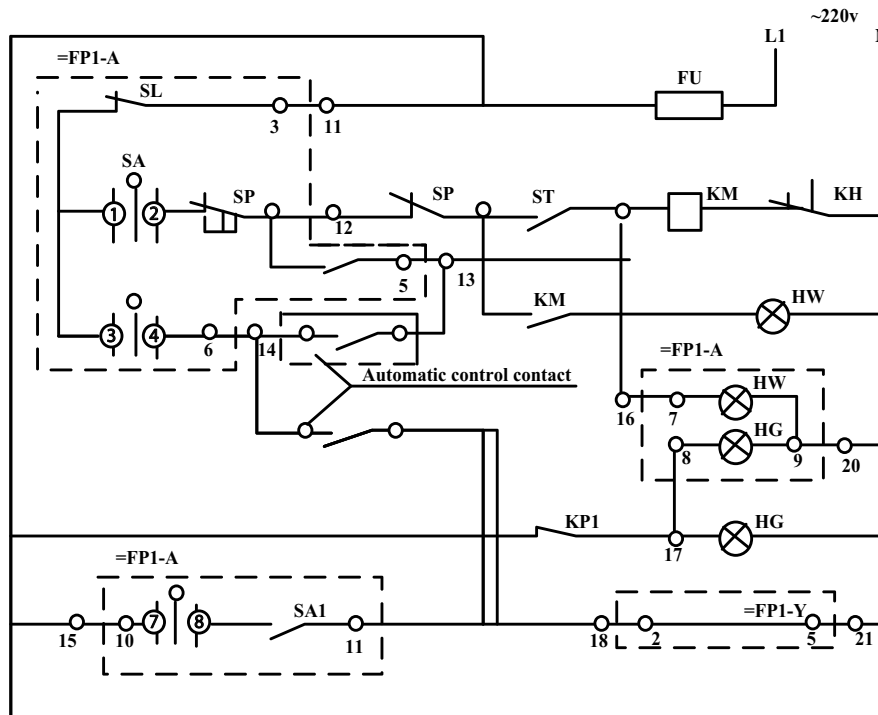 ~220v
L1
=FP1-A
FU
SL
3 11
SA
SP SP ST KM KH
1 2
12
5 13
KM HW
3 4
6 14
=FP1-A
Automatic control contact
HW
16 7
HG
8 9 20
KP1 HG
17
=FP1-A
7 8 SA1 =FP1-Y
15 10 11 18 2 5 21